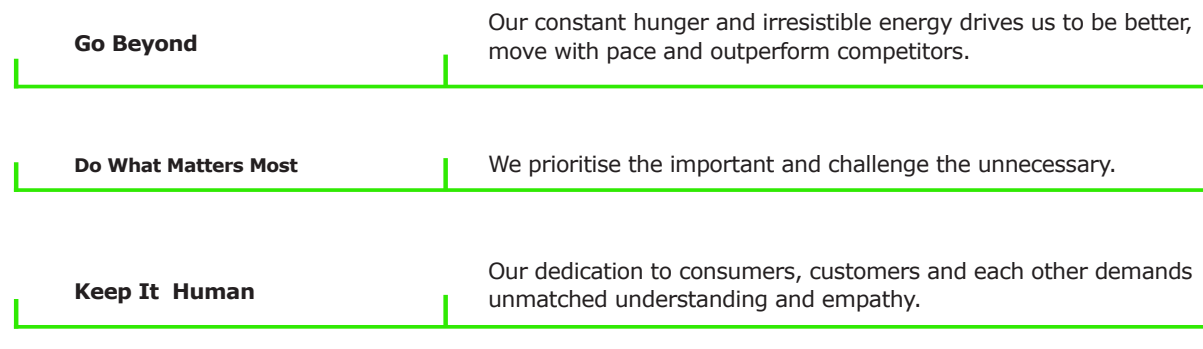 Go Beyond
Our constant hunger and irresistible energy drives us to be better,
move with pace and outperform competitors.
Do What Matters Most
We prioritise the important and challenge the unnecessary.
Keep It Human
Our dedication to consumers, customers and each other demands
unmatched understanding and empathy.